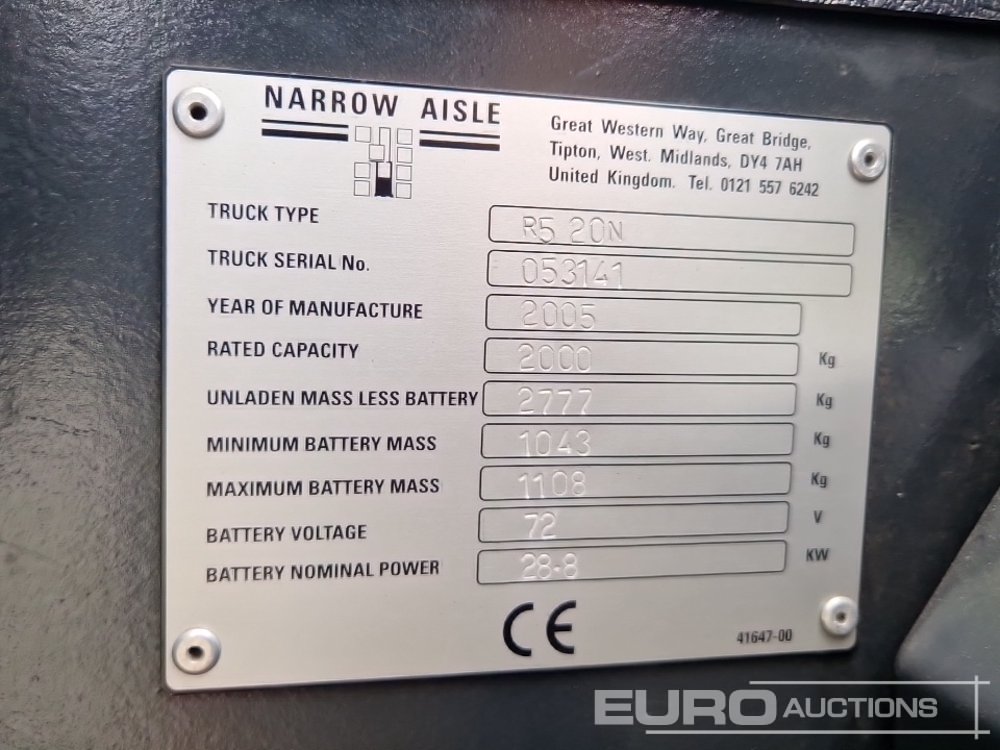 NARROW AISLE
Great Western Way, Great Bridge,
Tipton, West. Midlands, DY4 7AH
United Kingdom. Tel. 0121 557 6242
TRUCK TYPE R5 20N
TRUCK SERIAL No. 053141
YEAR OF MANUFACTURE 2005
RATED CAPACITY 2000 Kg
UNLADEN MASS LESS BATTERY 2777 Kg
MINIMUM BATTERY MASS 1043 Kg
MAXIMUM BATTERY MASS 1108 Kg
BATTERY VOLTAGE 72 V
BATTERY NOMINAL POWER 28-8 KW
CE
41647-00
EURO AUCTIONS